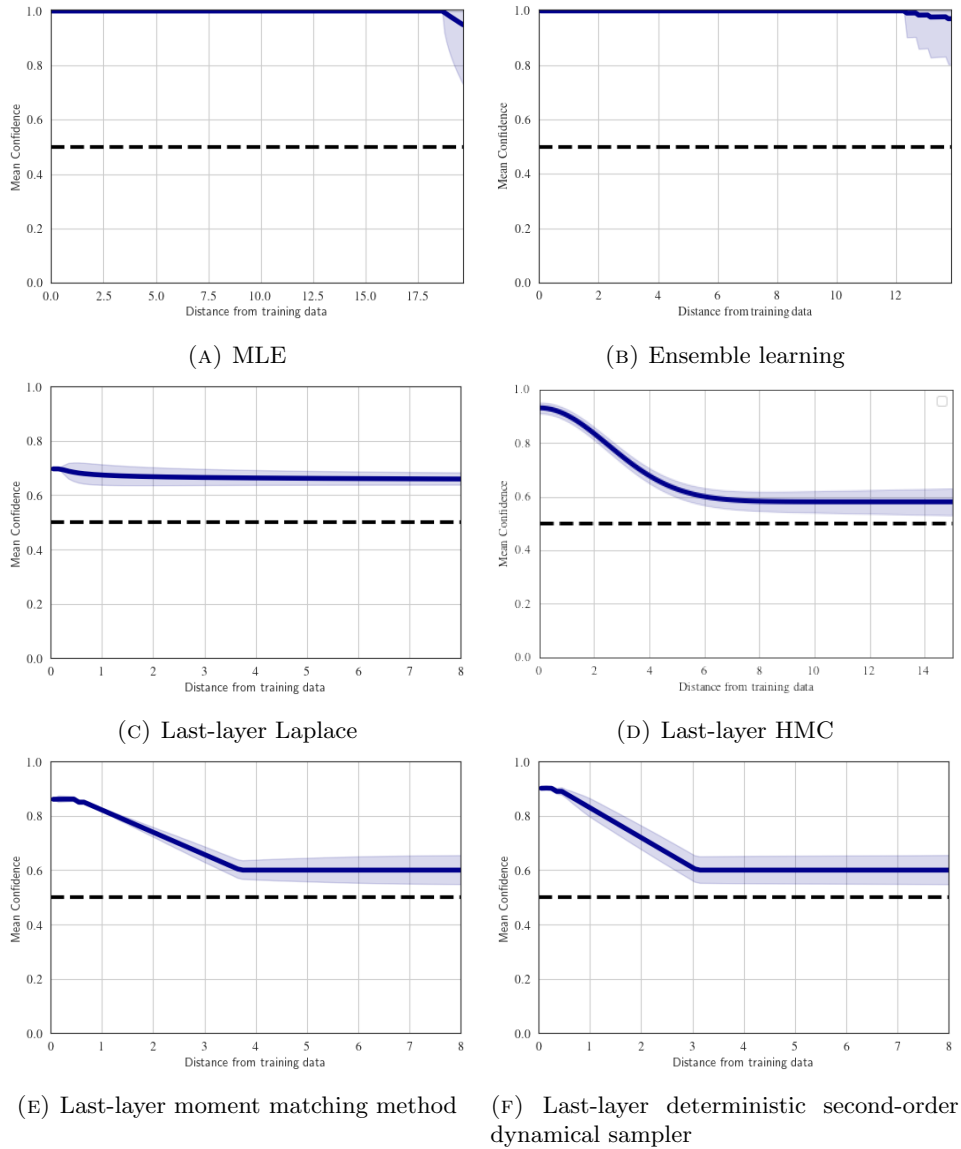 1.0
0.8
0.6
0.4
0.2
0.0
Mean Confidence
0.0 2.5 5.0 7.5 10.0 12.5 15.0 17.5
Distance from training data
(A) MLE
1.0
0.8
0.6
0.4
0.2
0.0
Mean Confidence
0 2 4 6 8 10 12
Distance from training data
(B) Ensemble learning
1.0
0.8
0.6
0.4
0.2
0.0
Mean Confidence
0 1 2 3 4 5 6 7 8
Distance from training data
(C) Last-layer Laplace
1.0
0.8
0.6
0.4
0.2
0.0
Mean Confidence
0 2 4 6 8 10 12 14
Distance from training data
(D) Last-layer HMC
1.0
0.8
0.6
0.4
0.2
0.0
Mean Confidence
0 1 2 3 4 5 6 7 8
Distance from training data
(E) Last-layer moment matching method
1.0
0.8
0.6
0.4
0.2
0.0
Mean Confidence
0 1 2 3 4 5 6 7 8
Distance from training data
(F) Last-layer deterministic second-order
dynamical sampler